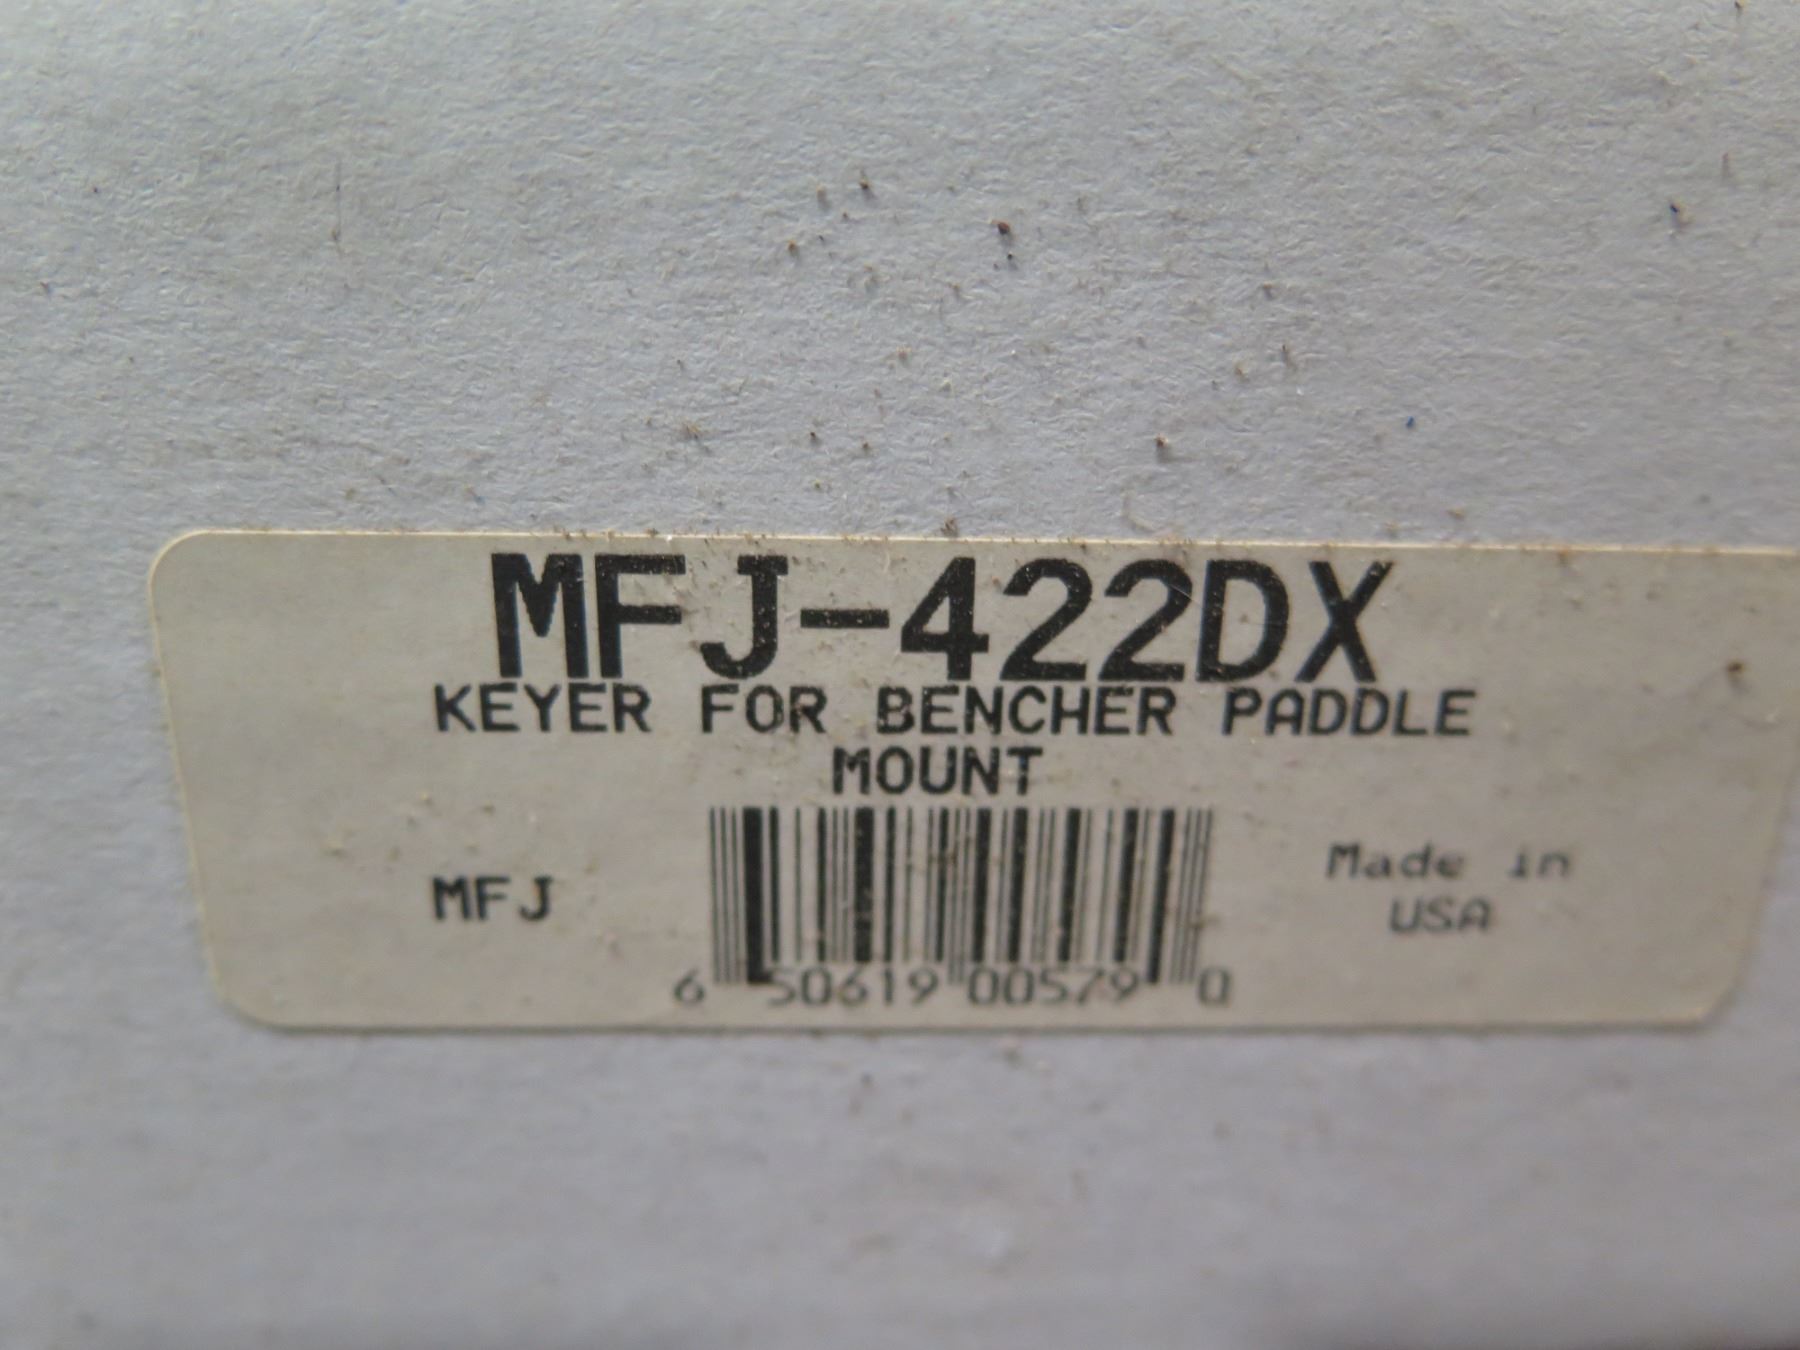 MFJ-422DX
KEYER FOR BENCHER PADDLE
MOUNT
MFJ
Made in
USA
6 50619 00579 0